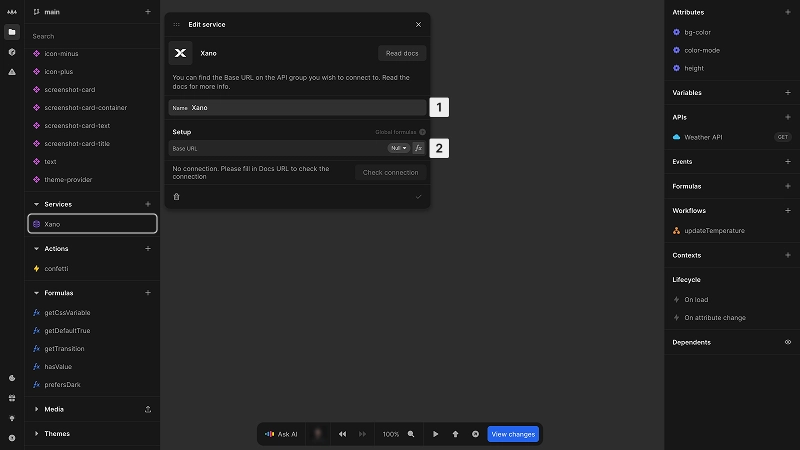 main
Search
icon-minus
icon-plus
screenshot-card
screenshot-card-container
screenshot-card-text
screenshot-card-title
text
theme-provider
Services
Xano
Actions
confetti
Formulas
getCssVariable
getDefaultTrue
getTransition
hasValue
prefersDark
Media
Themes
Edit service
Xano
Read docs
You can find the Base URL on the API group you wish to connect to. Read the
docs for more info.
Name Xano
1
Setup
Global formulas
Base URL
Null
fx
2
No connection. Please fill in Docs URL to check the
connection
Check connection
Ask AI
100%
View changes
Attributes
bg-color
color-mode
height
Variables
APIs
Weather API
GET
Events
Formulas
Workflows
updateTemperature
Contexts
Lifecycle
On load
On attribute change
Dependents